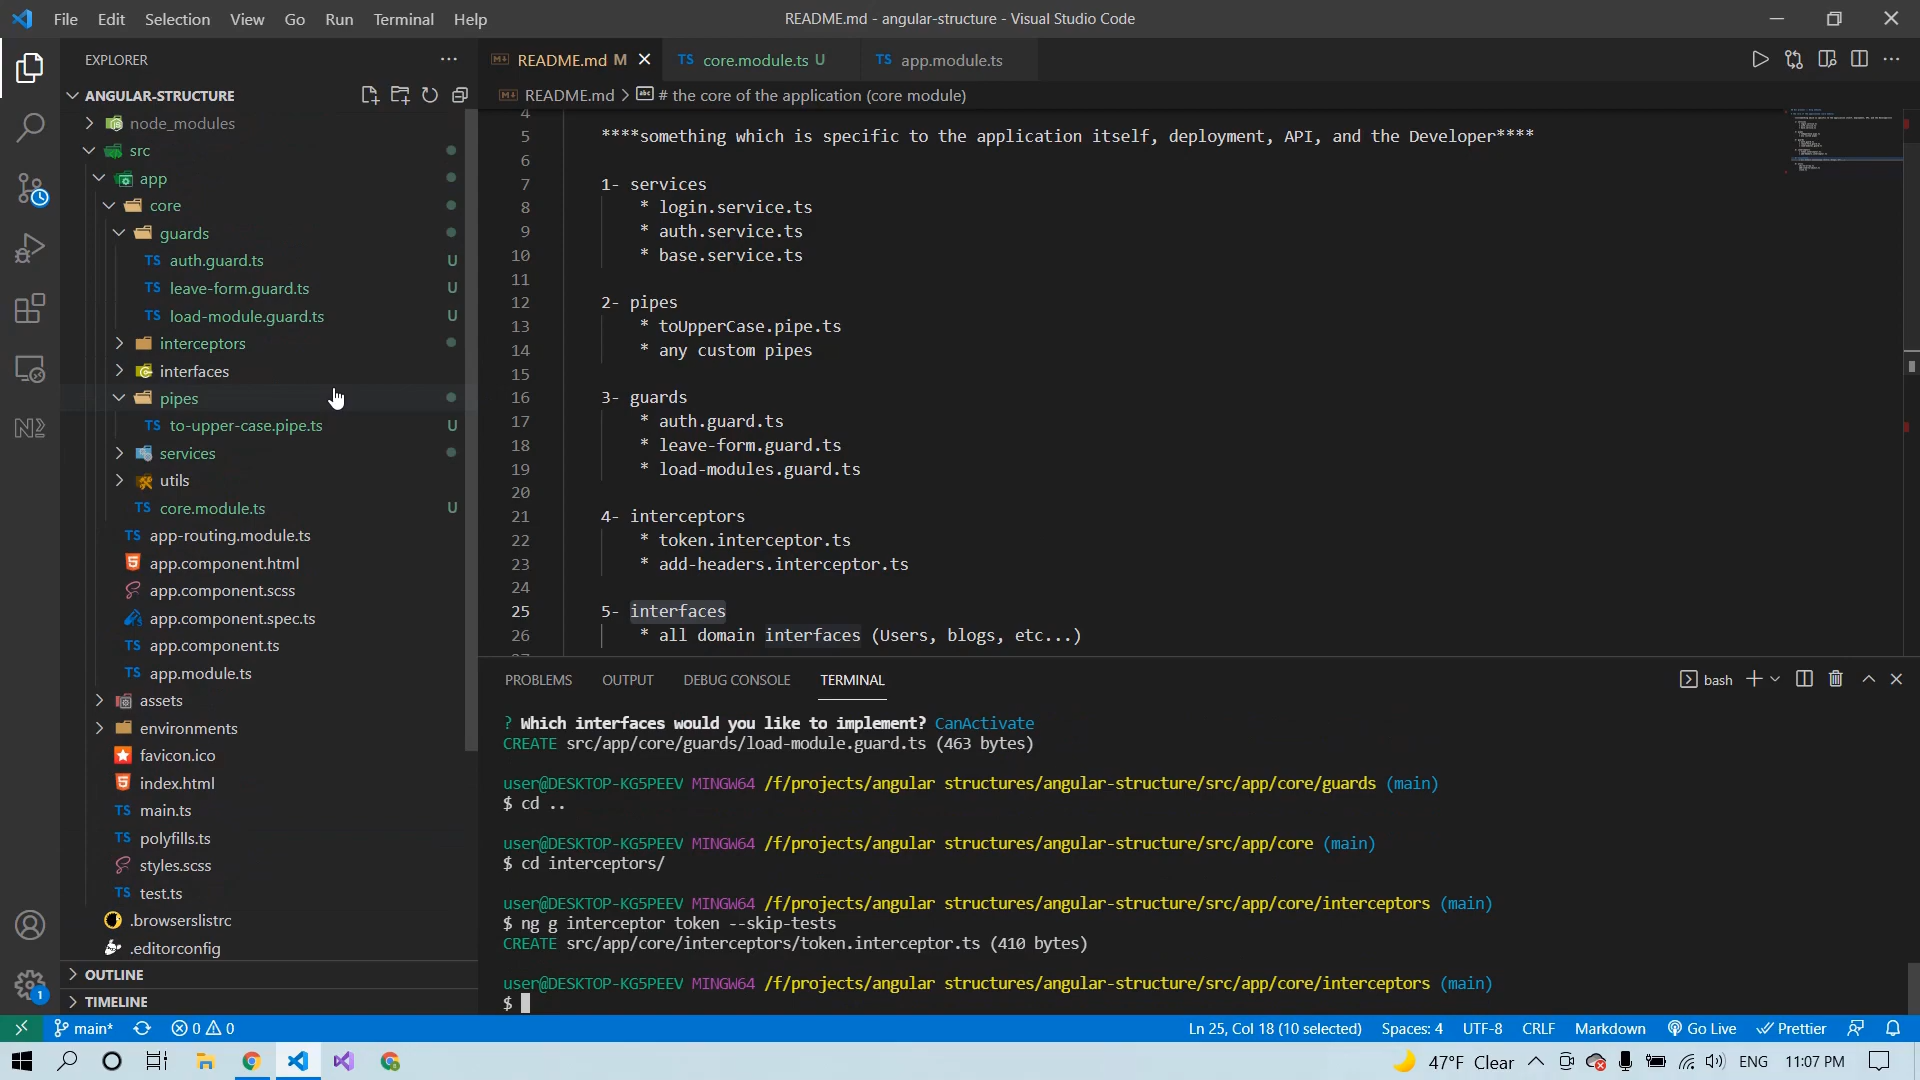 File Edit Selection View Go Run Terminal Help
README.md - angular-structure - Visual Studio Code
EXPLORER
ANGULAR-STRUCTURE
node_modules
src
app
core
guards
TS auth.guard.ts U
TS leave-form.guard.ts U
TS load-module.guard.ts U
interceptors
interfaces
pipes
TS to-upper-case.pipe.ts U
services
utils
TS core.module.ts U
TS app-routing.module.ts
app.component.html
app.component.scss
app.component.spec.ts
TS app.component.ts
TS app.module.ts
assets
environments
favicon.ico
index.html
TS main.ts
TS polyfills.ts
styles.scss
TS test.ts
.browserslistrc
.editorconfig
OUTLINE
TIMELINE
README.md M TS core.module.ts U TS app.module.ts
README.md > # the core of the application (core module)
4
5 ****something which is specific to the application itself, deployment, API, and the Developer****
6
7 1- services
8 * login.service.ts
9 * auth.service.ts
10 * base.service.ts
11
12 2- pipes
13 * toUpperCase.pipe.ts
14 * any custom pipes
15
16 3- guards
17 * auth.guard.ts
18 * leave-form.guard.ts
19 * load-modules.guard.ts
20
21 4- interceptors
22 * token.interceptor.ts
23 * add-headers.interceptor.ts
24
25 5- interfaces
26 * all domain interfaces (Users, blogs, etc...)
PROBLEMS OUTPUT DEBUG CONSOLE TERMINAL bash
? Which interfaces would you like to implement? CanActivate
CREATE src/app/core/guards/load-module.guard.ts (463 bytes)
user@DESKTOP-KG5PEEV MINGW64 /f/projects/angular structures/angular-structure/src/app/core/guards (main)
$ cd ..
user@DESKTOP-KG5PEEV MINGW64 /f/projects/angular structures/angular-structure/src/app/core (main)
$ cd interceptors/
user@DESKTOP-KG5PEEV MINGW64 /f/projects/angular structures/angular-structure/src/app/core/interceptors (main)
$ ng g interceptor token --skip-tests
CREATE src/app/core/interceptors/token.interceptor.ts (410 bytes)
user@DESKTOP-KG5PEEV MINGW64 /f/projects/angular structures/angular-structure/src/app/core/interceptors (main)
$
1
main* 0 0 Ln 25, Col 18 (10 selected) Spaces: 4 UTF-8 CRLF Markdown Go Live Prettier
47°F Clear ENG 11:07 PM